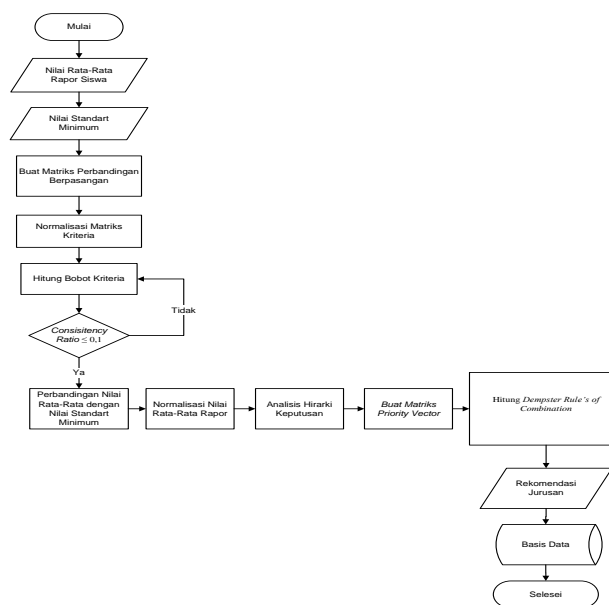 Mulai
Nilai Rata-Rata
Rapor Siswa
Nilai Standart
Minimum
Buat Matriks Perbandingan
Berpasangan
Normalisasi Matriks
Kriteria
Hitung Bobot Kriteria
Tidak
Consisitency
Ratio ≤ 0,1
Ya
Perbandingan Nilai
Rata-Rata dengan
Nilai Standart
Minimum
Normalisasi Nilai
Rata-Rata Rapor
Analisis Hirarki
Keputusan
Buat Matriks
Priority Vector
Hitung Dempster Rule's of
Combination
Rekomendasi
Jurusan
Basis Data
Selesei